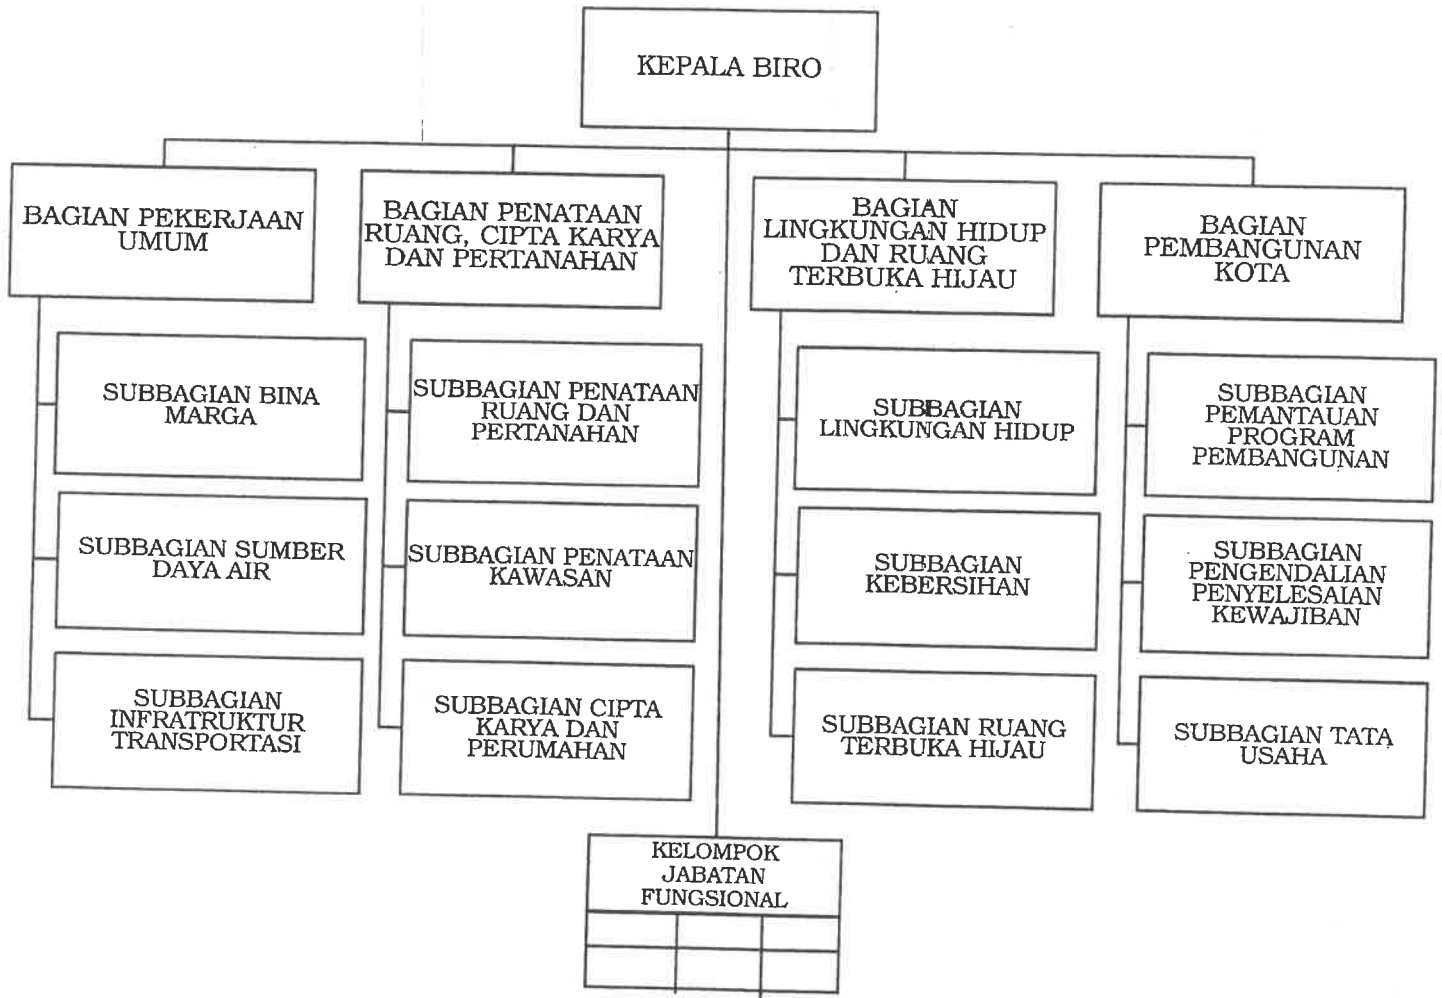 KEPALA BIRO
BAGIAN PEKERJAAN
UMUM
BAGIAN PENATAAN
RUANG, CIPTA KARYA
DAN PERTANAHAN
BAGIAN
LINGKUNGAN HIDUP
DAN RUANG
TERBUKA HIJAU
BAGIAN
PEMBANGUNAN
KOTA
SUBBAGIAN BINA
MARGA
SUBBAGIAN SUMBER
DAYA AIR
SUBBAGIAN
INFRATRUKTUR
TRANSPORTASI
SUBBAGIAN PENATAAN
RUANG DAN
PERTANAHAN
SUBBAGIAN PENATAAN
KAWASAN
SUBBAGIAN CIPTA
KARYA DAN
PERUMAHAN
SUBBAGIAN
LINGKUNGAN HIDUP
SUBBAGIAN
KEBERSIHAN
SUBBAGIAN RUANG
TERBUKA HIJAU
SUBBAGIAN
PEMANTAUAN
PROGRAM
PEMBANGUNAN
SUBBAGIAN
PENGENDALIAN
PENYELESAIAN
KEWAJIBAN
SUBBAGIAN TATA
USAHA
KELOMPOK
JABATAN
FUNGSIONAL